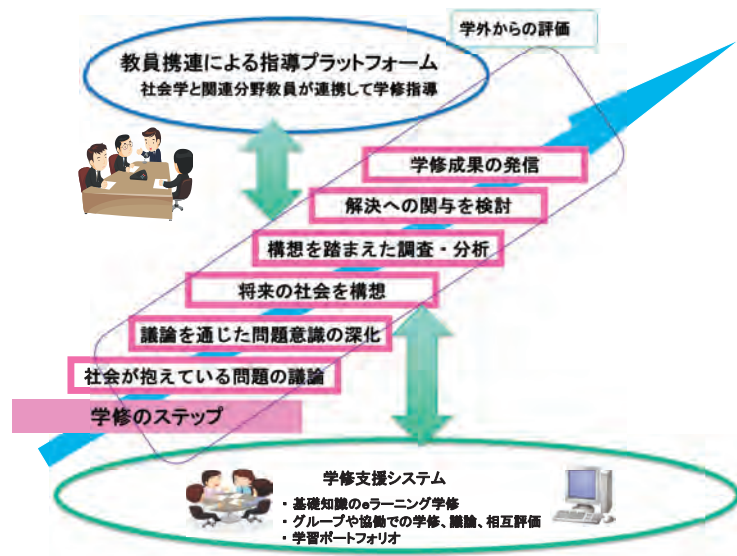 学外からの評価
教員携連による指導プラットフォーム
社会学と関連分野教員が連携して学修指導
学修成果の発信
解決への関与を検討
構想を踏まえた調査・分析
将来の社会を構想
議論を通じた問題意識の深化
社会が抱えている問題の議論
学修のステップ
学修支援システム
・基礎知識のeラーニング学修
・グループや協働での学修、議論、相互評価
・学習ポートフォリオ